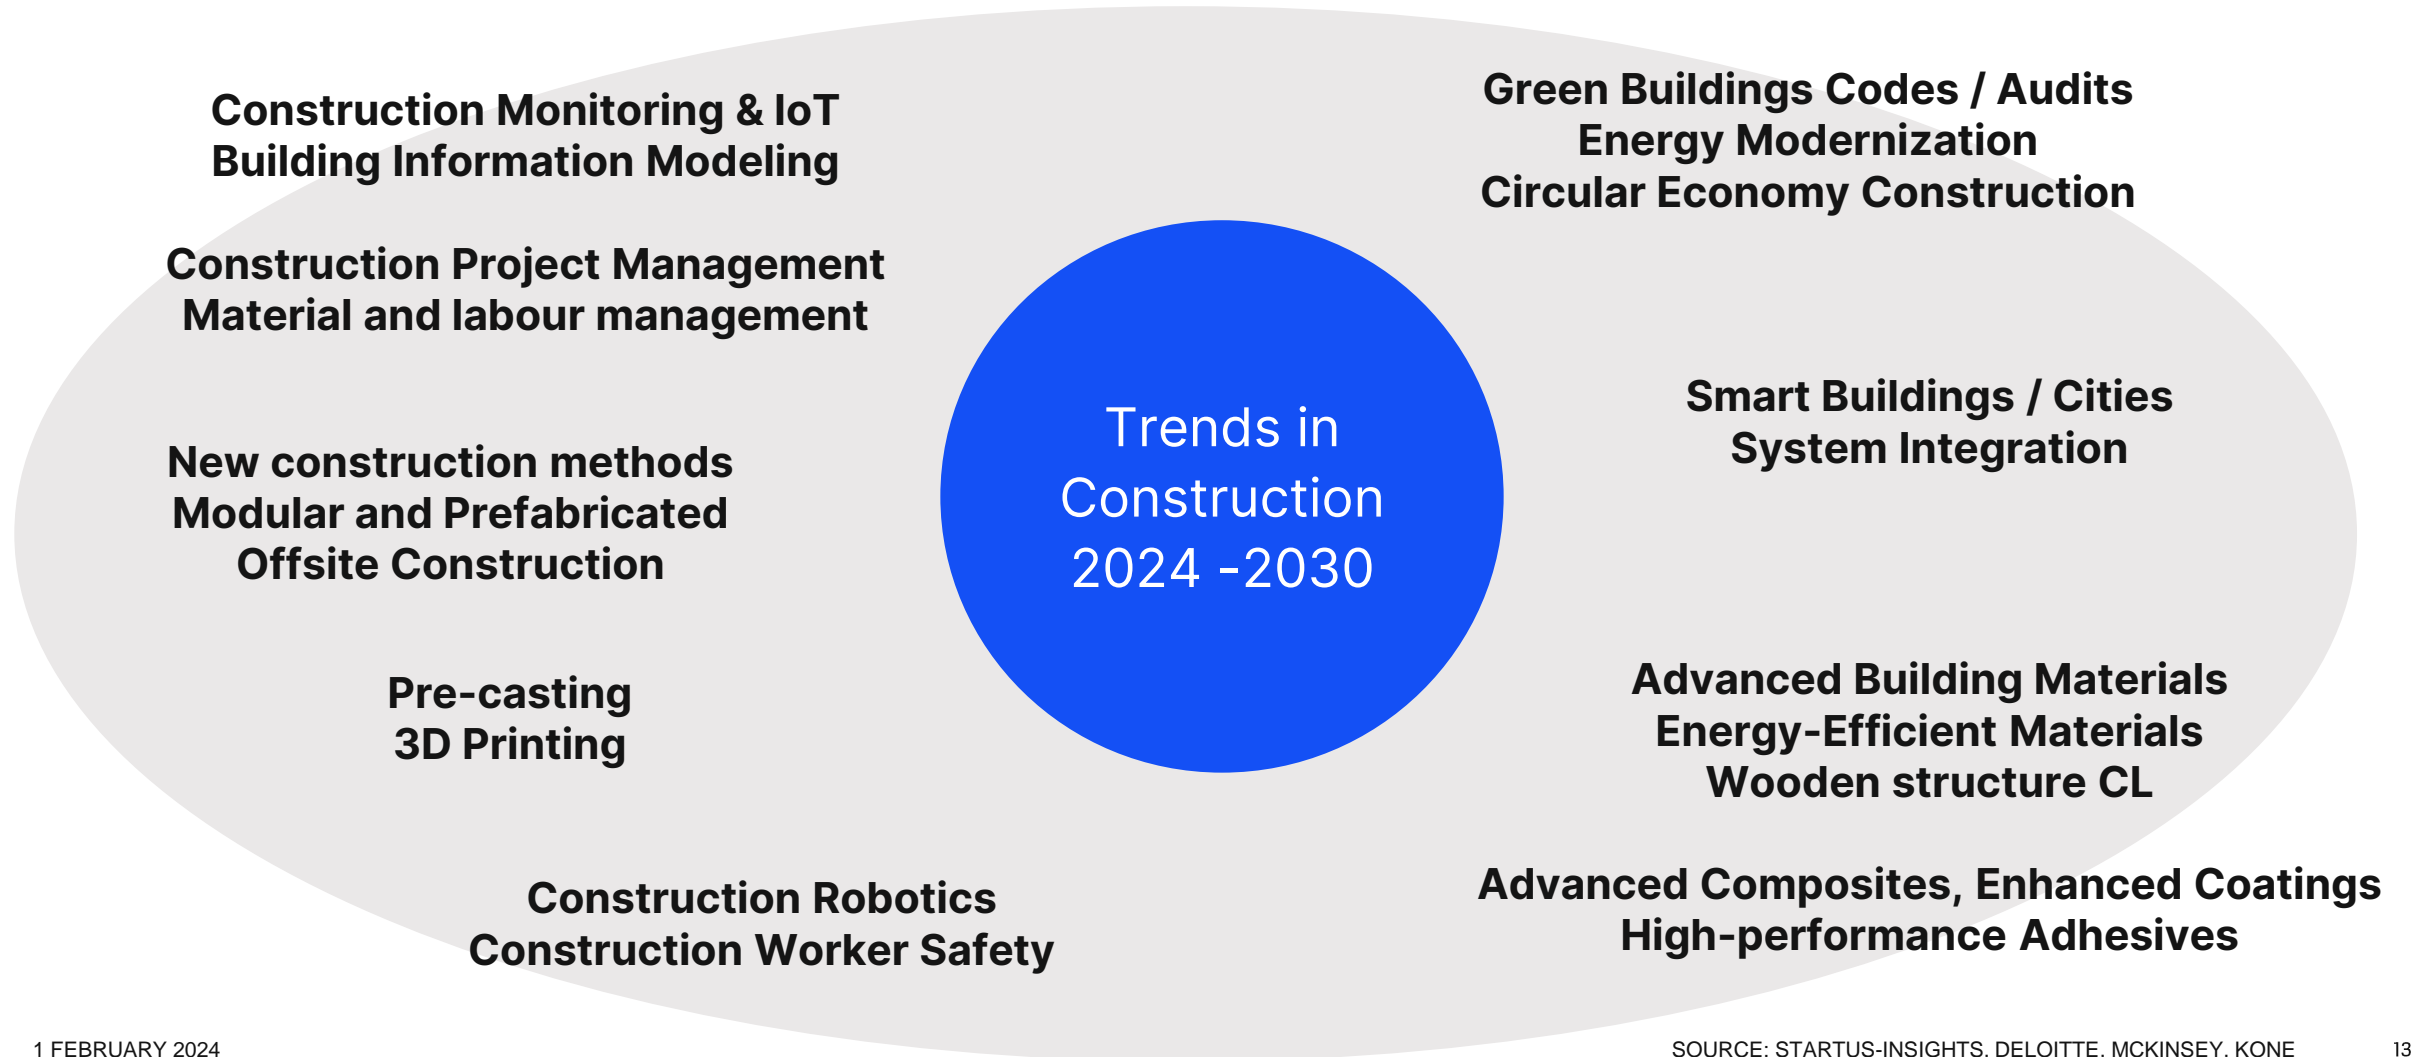 Construction Monitoring & IoT
Building Information Modeling
Construction Project Management
Material and labour management
New construction methods
Modular and Prefabricated
Offsite Construction
Pre-casting
3D Printing
Construction Robotics
Construction Worker Safety
Trends in
Construction
2024 -2030
Green Buildings Codes / Audits
Energy Modernization
Circular Economy Construction
Smart Buildings / Cities
System Integration
Advanced Building Materials
Energy-Efficient Materials
Wooden structure CL
Advanced Composites, Enhanced Coatings
High-performance Adhesives
1 FEBRUARY 2024
SOURCE: STARTUS-INSIGHTS, DELOITTE, MCKINSEY, KONE
13